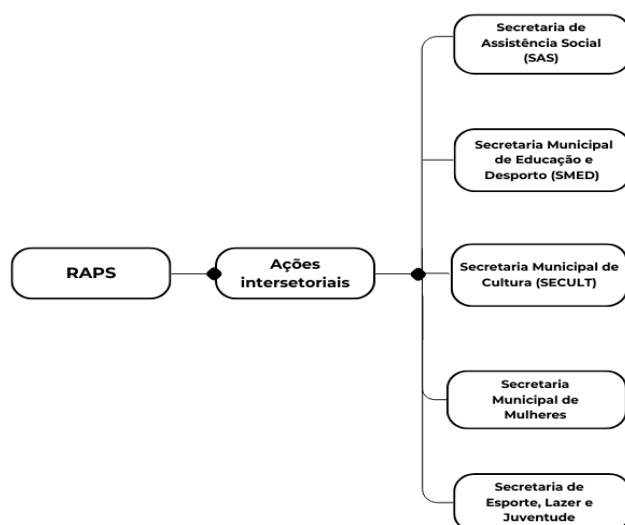 RAPS
Ações
intersetoriais
Secretaria de
Assistência Social
(SAS)
Secretaria Municipal
de Educação e
Desporto (SMED)
Secretaria Municipal de
Cultura (SECULT)
Secretaria
Municipal de
Mulheres
Secretaria de
Esporte, Lazer e
Juventude